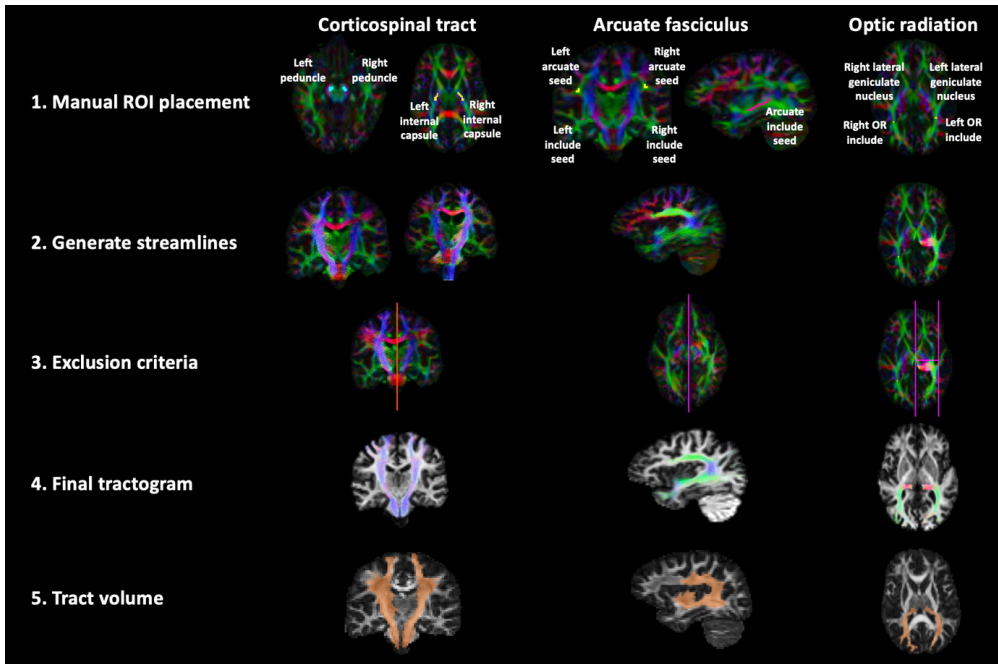 Corticospinal tract
Arcuate fasciculus
Optic radiation
1. Manual ROI placement
Left
peduncle
Right
peduncle
Left
internal
capsule
Right
internal
capsule
Left
arcuate
seed
Right
arcuate
seed
Left
include
seed
Right
include
seed
Arcuate
include
seed
Right lateral
geniculate
nucleus
Left lateral
geniculate
nucleus
Right OR
include
Left OR
include
2. Generate streamlines
3. Exclusion criteria
4. Final tractogram
5. Tract volume